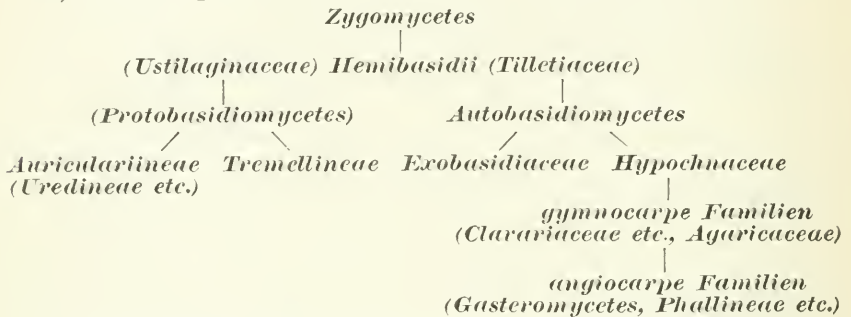 Zygomycetes
(Ustilaginaceae) Hemibasidii (Tilletiaceae)
(Protobasidiomycetes) Autobasidiomycetes
Auriculariineae Tremellineae Exobasidiaceae Hypochnaceae
(Uredineae etc.)
gymnocarpe Familien
(Clavariaceae etc., Agaricaceae)
angiocarpe Familien
(Gasteromycetes, Phallineae etc.)